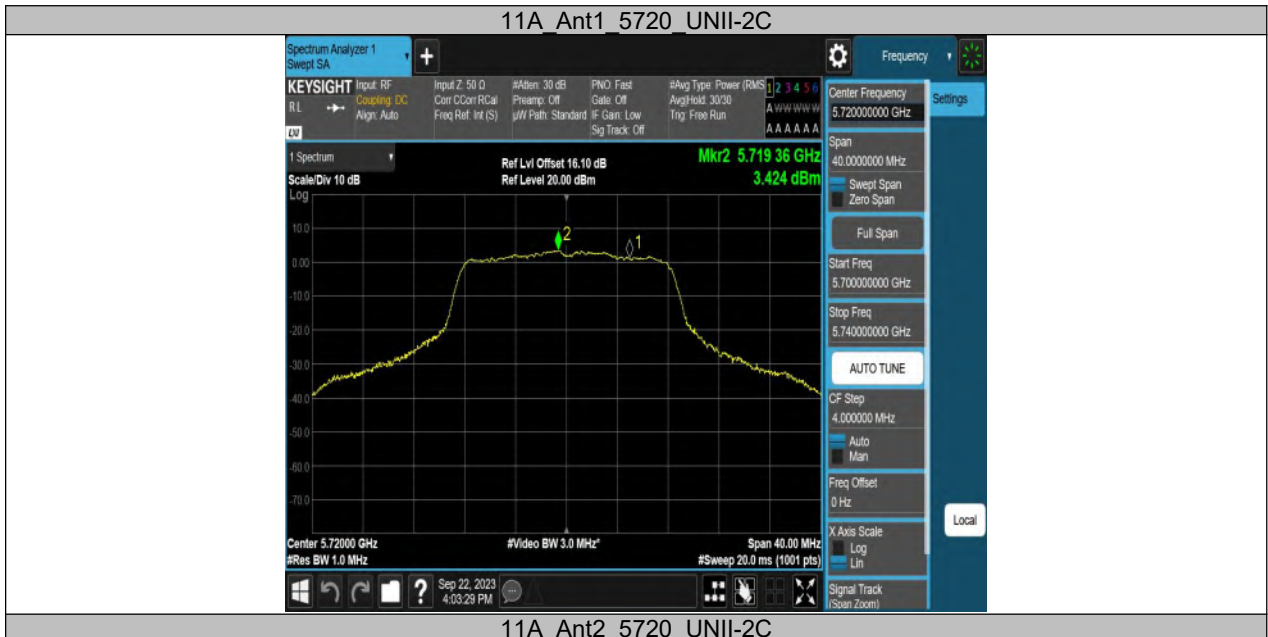 11A_Ant1_5720_UNII-2C
Spectrum Analyzer 1
Swept SA
+
Frequency
KEYSIGHT
Input: RF
Input Z: 50 Ω
#Atten: 30 dB
PNO: Fast
#Avg Type: Power (RMS
1 2 3 4 5 6
RL
Coupling: DC
Corr CCorr RCal
Preamp: Off
Gate: Off
Avg|Hold: 30/30
A W W W W W
Align: Auto
Freq Ref: Int (S)
µW Path: Standard
IF Gain: Low
Trig: Free Run
Sig Track: Off
A A A A A A
LXI
Center Frequency
5.720000000 GHz
Settings
Span
40.0000000 MHz
Swept Span
Zero Span
Full Span
Start Freq
5.700000000 GHz
Stop Freq
5.740000000 GHz
AUTO TUNE
CF Step
4.000000 MHz
Auto
Man
Freq Offset
0 Hz
X Axis Scale
Log
Lin
Signal Track
(Span Zoom)
Local
1 Spectrum
Ref Lvl Offset 16.10 dB
Mkr2 5.719 36 GHz
Scale/Div 10 dB
Ref Level 20.00 dBm
3.424 dBm
Log
10.0
0.00
-10.0
-20.0
-30.0
-40.0
-50.0
-60.0
-70.0
2
1
Center 5.72000 GHz
#Video BW 3.0 MHz*
Span 40.00 MHz
#Res BW 1.0 MHz
#Sweep 20.0 ms (1001 pts)
?
Sep 22, 2023
4:03:29 PM
11A_Ant2_5720_UNII-2C